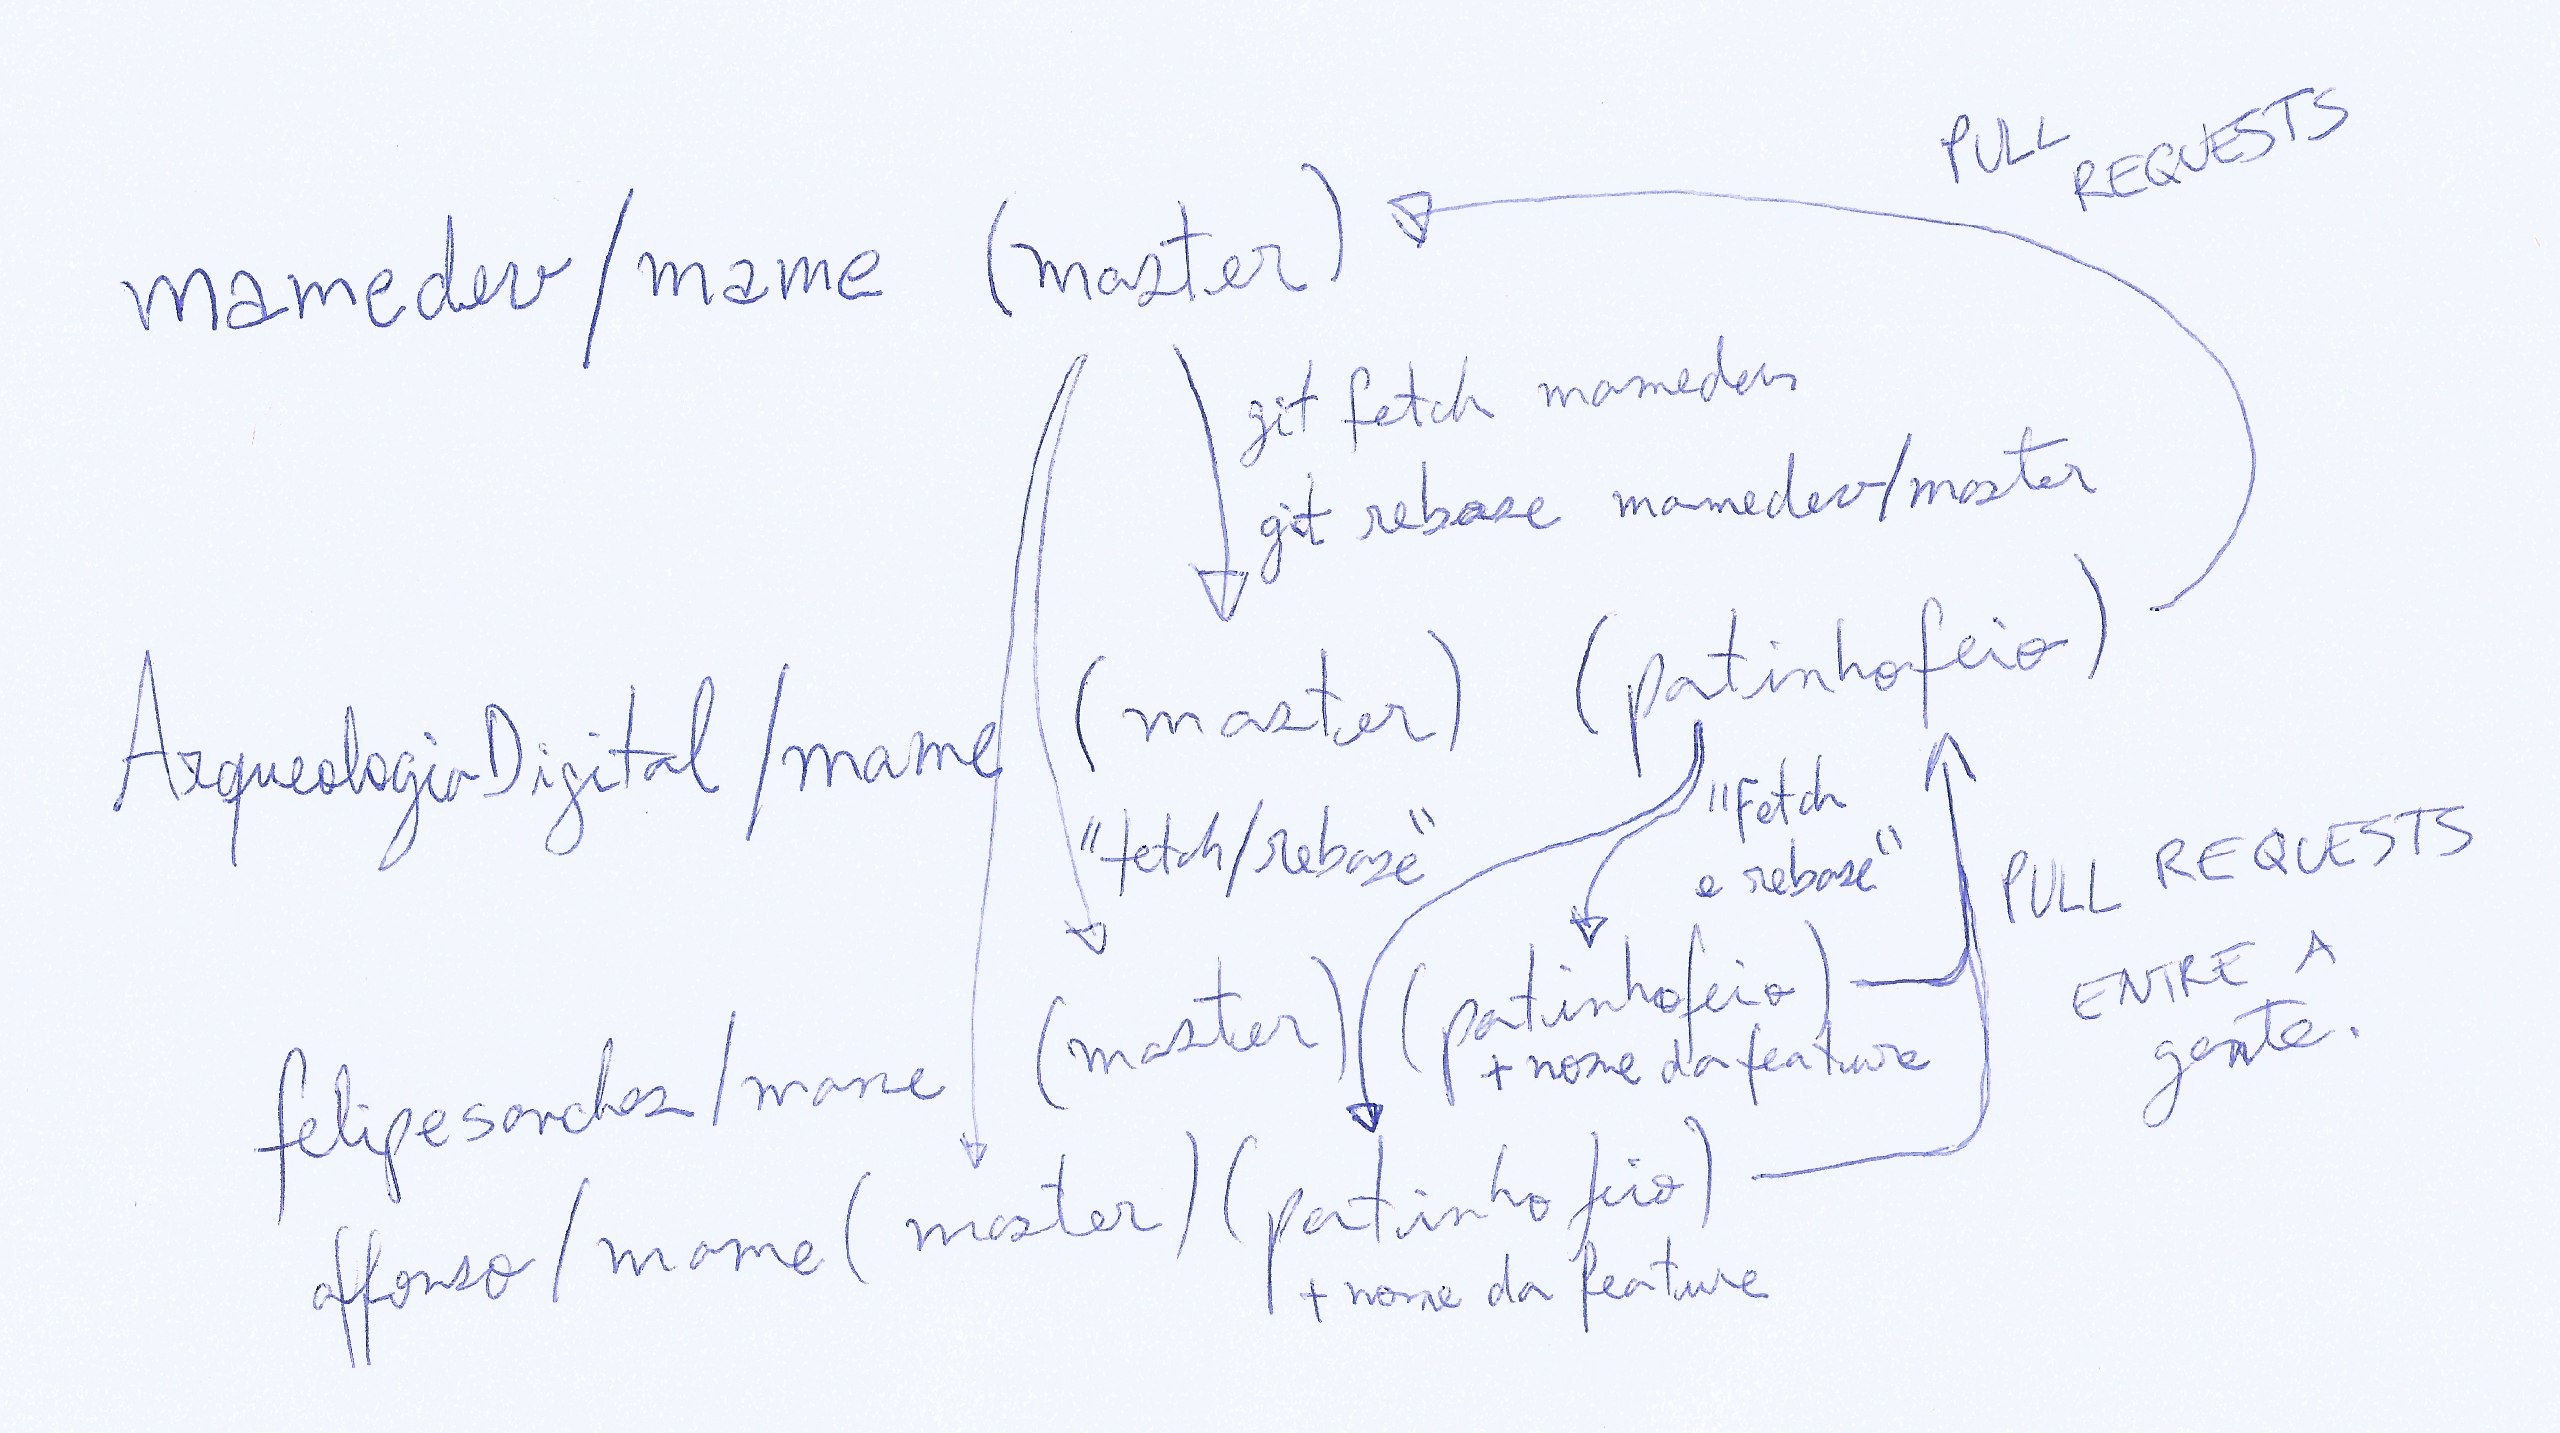 PULL
REQUESTS
mamedev/mame (master)
git fetch mamedev
git rebase mamedev/master
ArqueologiaDigital/mame (master) (patinhofeio)
"fetch/rebase"
"fetch
e rebase"
PULL REQUESTS
ENTRE A
gente.
felipesanches/mame (master) (patinhofeio)
+ nome da feature
affonso/mame (master) (patinho feio)
+ nome da feature